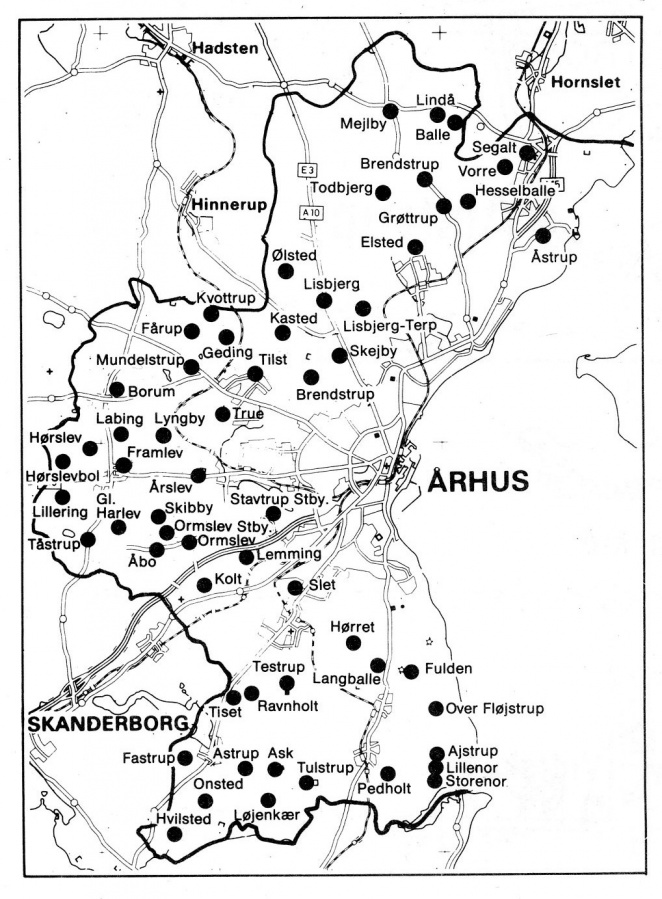 Hadsten
Hornslet
Lindå
Mejlby
Balle
Segalt
Brendstrup
Vorre
E3
Todbjerg
Hesselballe
Hinnerup
A10
Grøttrup
Elsted
Åstrup
Ølsted
Lisbjerg
Kvottrup
Kasted
Lisbjerg-Terp
Fårup
Geding
Skejby
Mundelstrup
Tilst
Brendstrup
Borum
True
Labing
Lyngby
Hørslev
Framlev
Hørslevbol
Årslev
ÅRHUS
Gl.
Harlev
Lillering
Stavtrup Stby.
Skibby
Ormslev Stby.
Tåstrup
Ormslev
Åbo
Lemming
Kolt
Slet
Hørret
Langballe
Fulden
Testrup
Ravnholt
Tiset
Over Fløjstrup
SKANDERBORG
Fastrup
Astrup
Ask
Tulstrup
Ajstrup
Lillenor
Storenor
Pedholt
Onsted
Løjenkær
Hvilsted